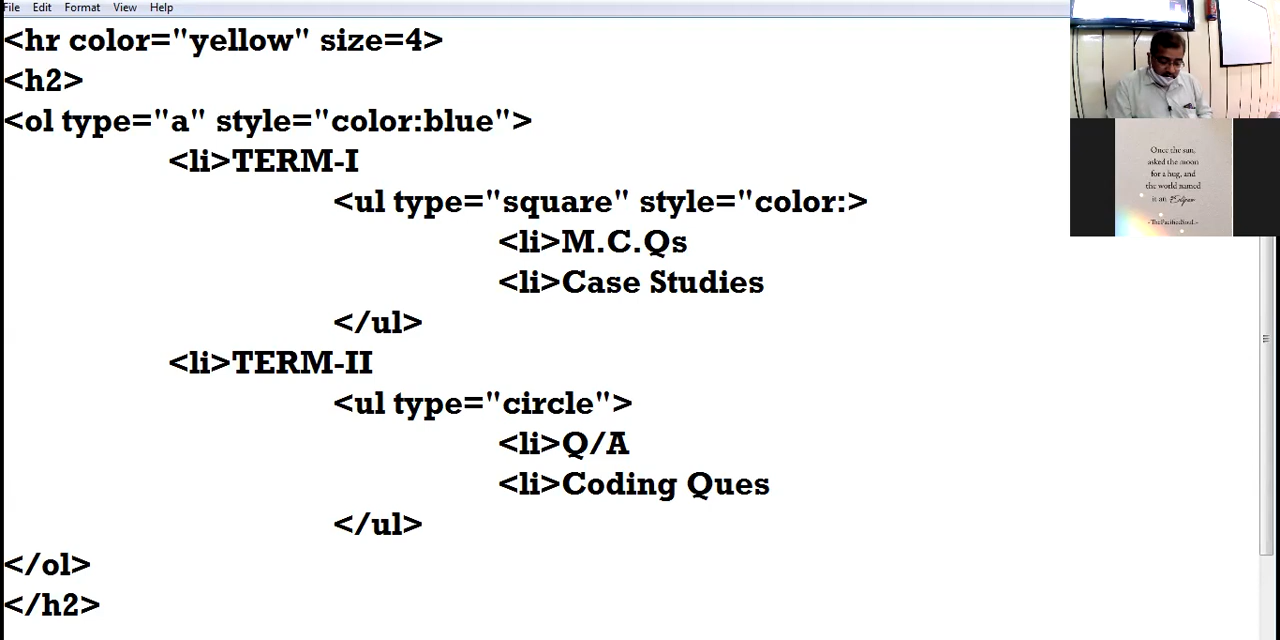 File Edit Format View Help
<hr color="yellow" size=4>
<h2>
<ol type="a" style="color:blue">
<li>TERM-I
<ul type="square" style="color:>
<li>M.C.Qs
<li>Case Studies
</ul>
<li>TERM-II
<ul type="circle">
<li>Q/A
<li>Coding Ques
</ul>
</ol>
</h2>
Once the sun,
asked the moon
for a hug, and
the world named
it an